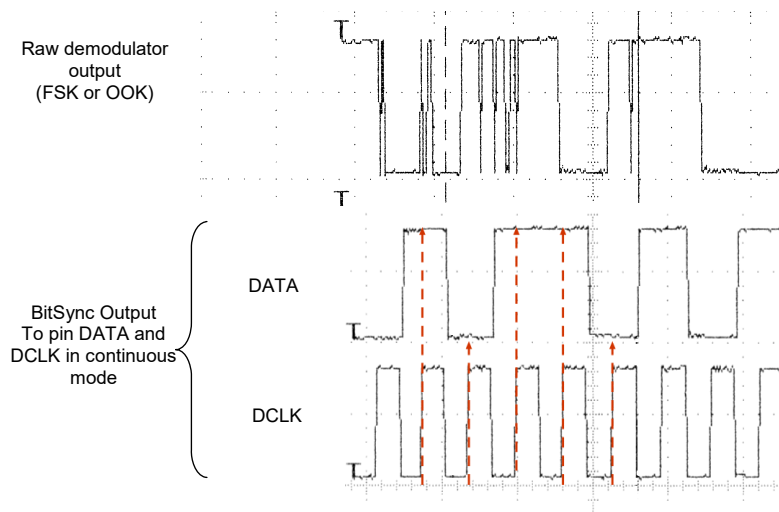 Raw demodulator
output
(FSK or OOK)
DATA
BitSync Output
To pin DATA and
DCLK in continuous
mode
DCLK